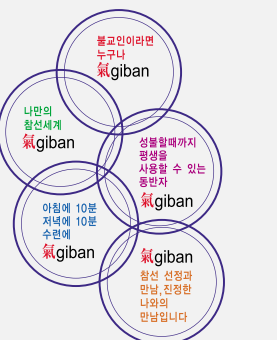 불교인이라면
누구나
氣giban
나만의
참선세계
氣giban
성불할때까지
평생을
사용할 수 있는
동반자
氣giban
아침에 10분
저녁에 10분
수련에
氣giban
氣giban
참선 선정과
만남,진정한
나와의
만남입니다